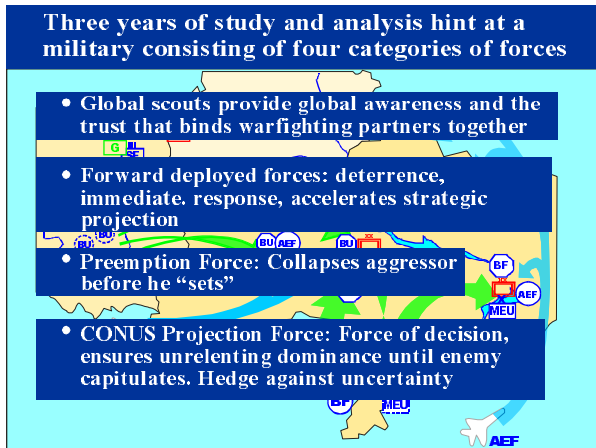 Three years of study and analysis hint at a
military consisting of four categories of forces
• Global scouts provide global awareness and the
trust that binds warfighting partners together
G
• Forward deployed forces: deterrence,
immediate. response, accelerates strategic
projection
BU
BU
BU
AEF
BU
xx
• Preemption Force: Collapses aggressor
before he “sets”
BF
AEF
MEU
• CONUS Projection Force: Force of decision,
ensures unrelenting dominance until enemy
capitulates. Hedge against uncertainty
BF
MEU
AEF